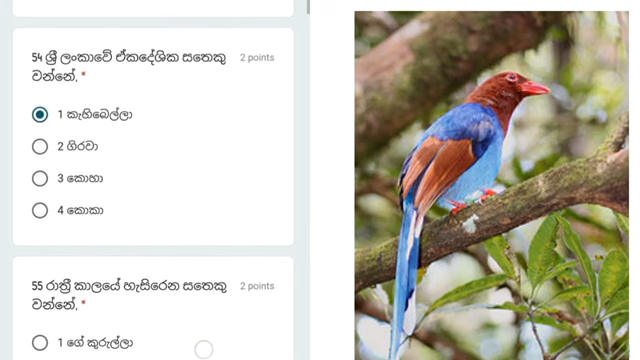 54 ශ්‍රී ලංකාවේ ඒකදේශික සතෙකු 2 points
වන්නේ, *
1 කැහිබෙල්ලා
2 ගිරවා
3 කොහා
4 කොකා
55 රාත්‍රී කාලයේ හැසිරෙන සතෙකු 2 points
වන්නේ, *
1 ගේ කුරුල්ලා